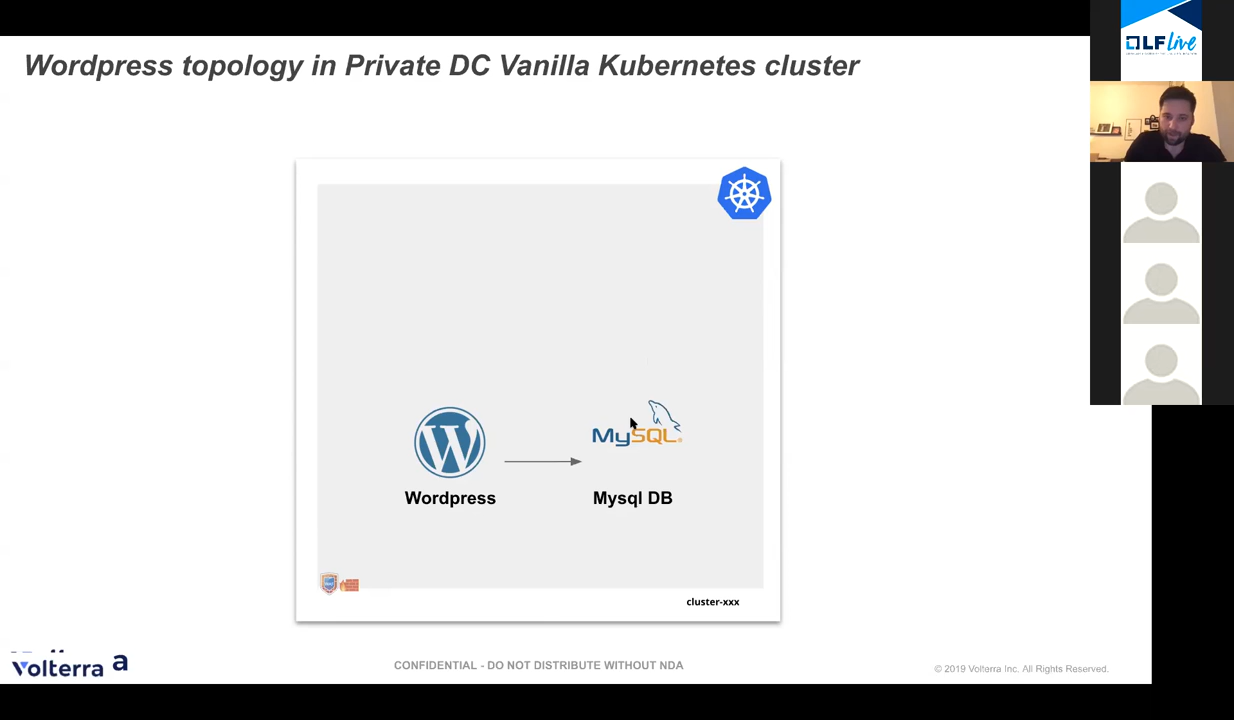 Wordpress topology in Private DC Vanilla Kubernetes cluster
LF Live
MySQL®
Wordpress
Mysql DB
cluster-xxx
volterra a
CONFIDENTIAL - DO NOT DISTRIBUTE WITHOUT NDA
© 2019 Volterra Inc. All Rights Reserved.